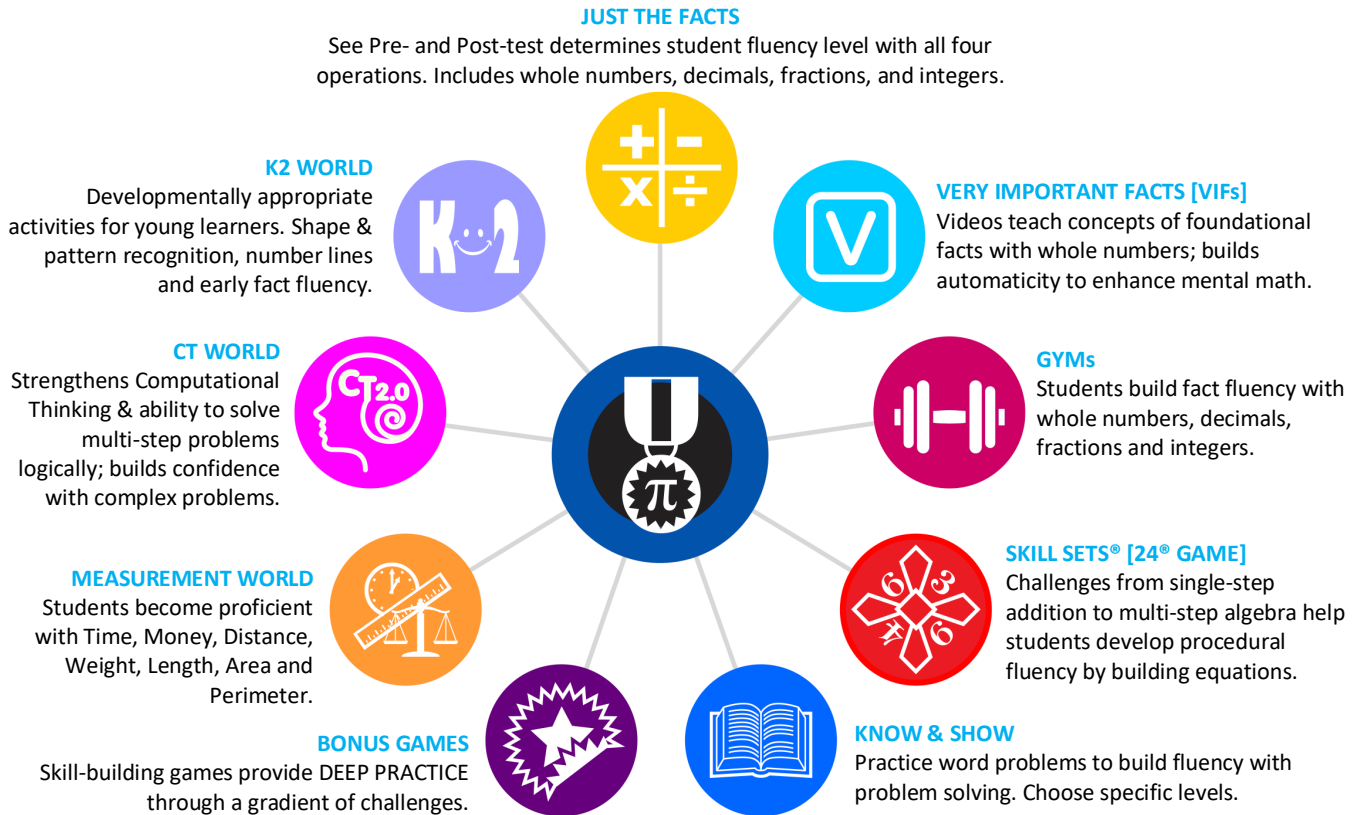 JUST THE FACTS
See Pre- and Post-test determines student fluency level with all four
operations. Includes whole numbers, decimals, fractions, and integers.
+ -
x ÷
K2 WORLD
Developmentally appropriate
activities for young learners. Shape &
pattern recognition, number lines
and early fact fluency.
K 2
V
VERY IMPORTANT FACTS [VIFs]
Videos teach concepts of foundational
facts with whole numbers; builds
automaticity to enhance mental math.
CT WORLD
Strengthens Computational
Thinking & ability to solve
multi-step problems
logically; builds confidence
with complex problems.
CT2.0
π
GYMs
Students build fact fluency with
whole numbers, decimals,
fractions and integers.
MEASUREMENT WORLD
Students become proficient
with Time, Money, Distance,
Weight, Length, Area and
Perimeter.
6 3
4 9
SKILL SETS® [24® GAME]
Challenges from single-step
addition to multi-step algebra help
students develop procedural
fluency by building equations.
BONUS GAMES
Skill-building games provide DEEP PRACTICE
through a gradient of challenges.
KNOW & SHOW
Practice word problems to build fluency with
problem solving. Choose specific levels.